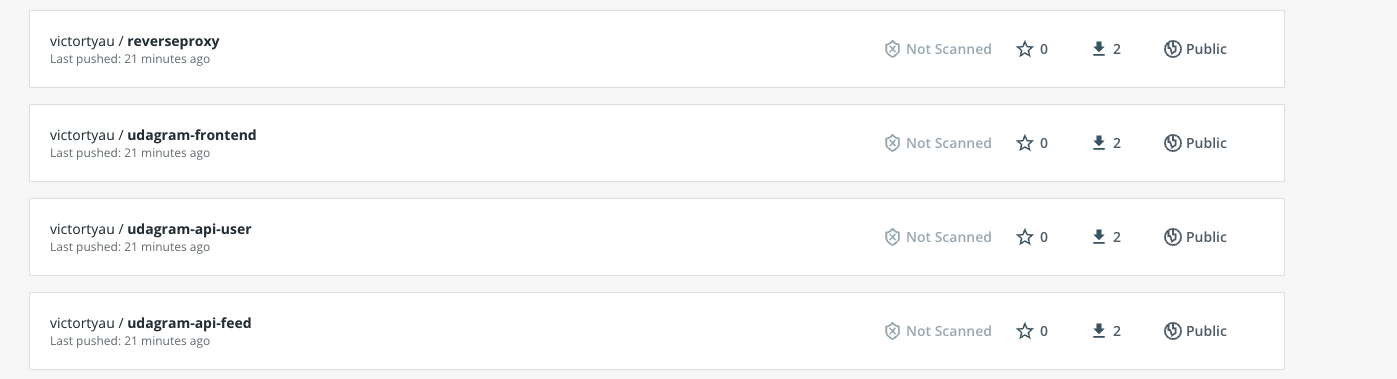 victortyau / reverseproxy
Last pushed: 21 minutes ago
Not Scanned 0 2 Public
victortyau / udagram-frontend
Last pushed: 21 minutes ago
Not Scanned 0 2 Public
victortyau / udagram-api-user
Last pushed: 21 minutes ago
Not Scanned 0 2 Public
victortyau / udagram-api-feed
Last pushed: 21 minutes ago
Not Scanned 0 2 Public